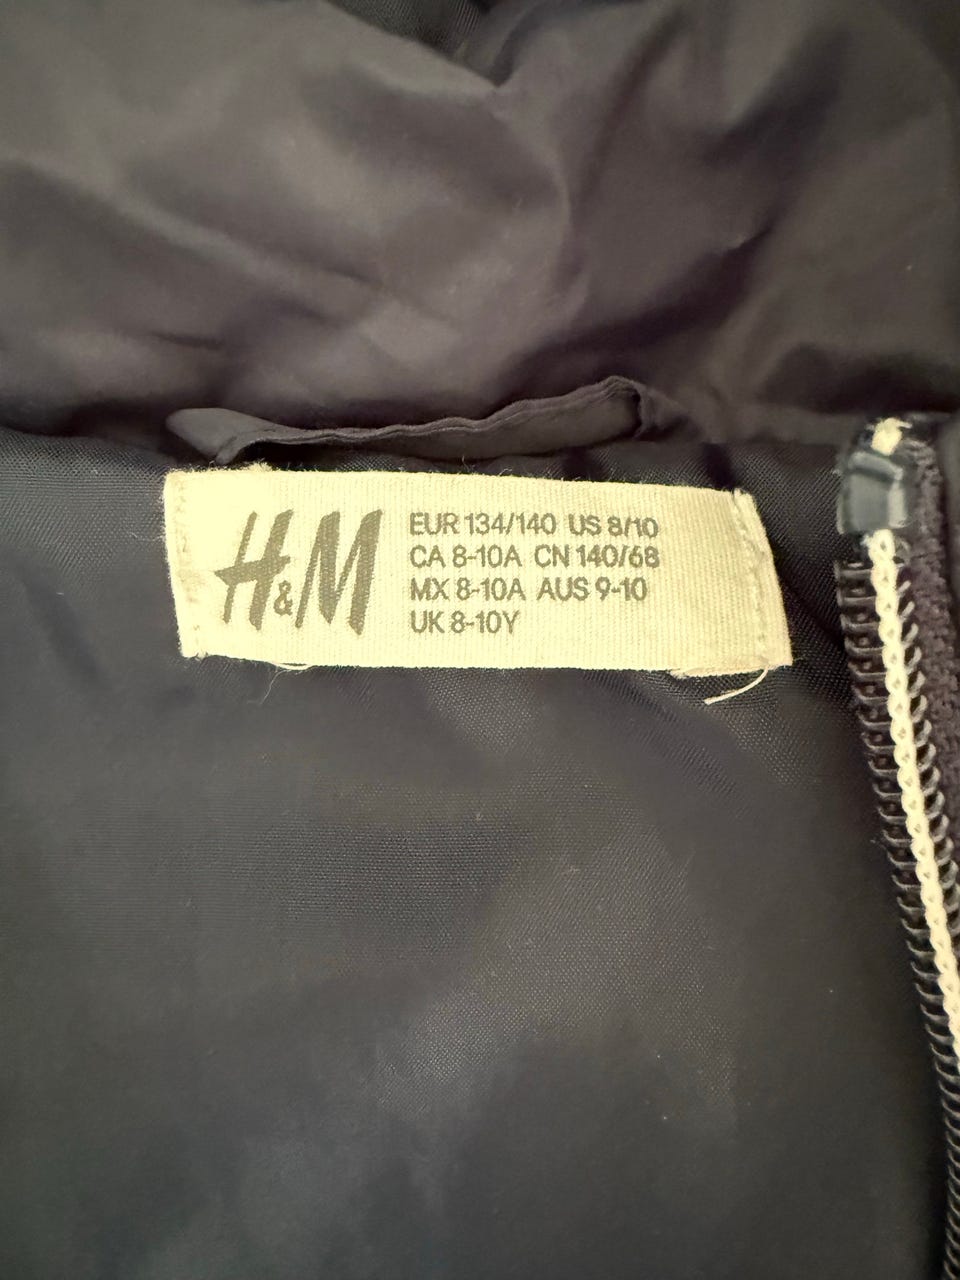 H&M
EUR 134/140 US 8/10
CA 8-10A CN 140/68
MX 8-10A AUS 9-10
UK 8-10Y